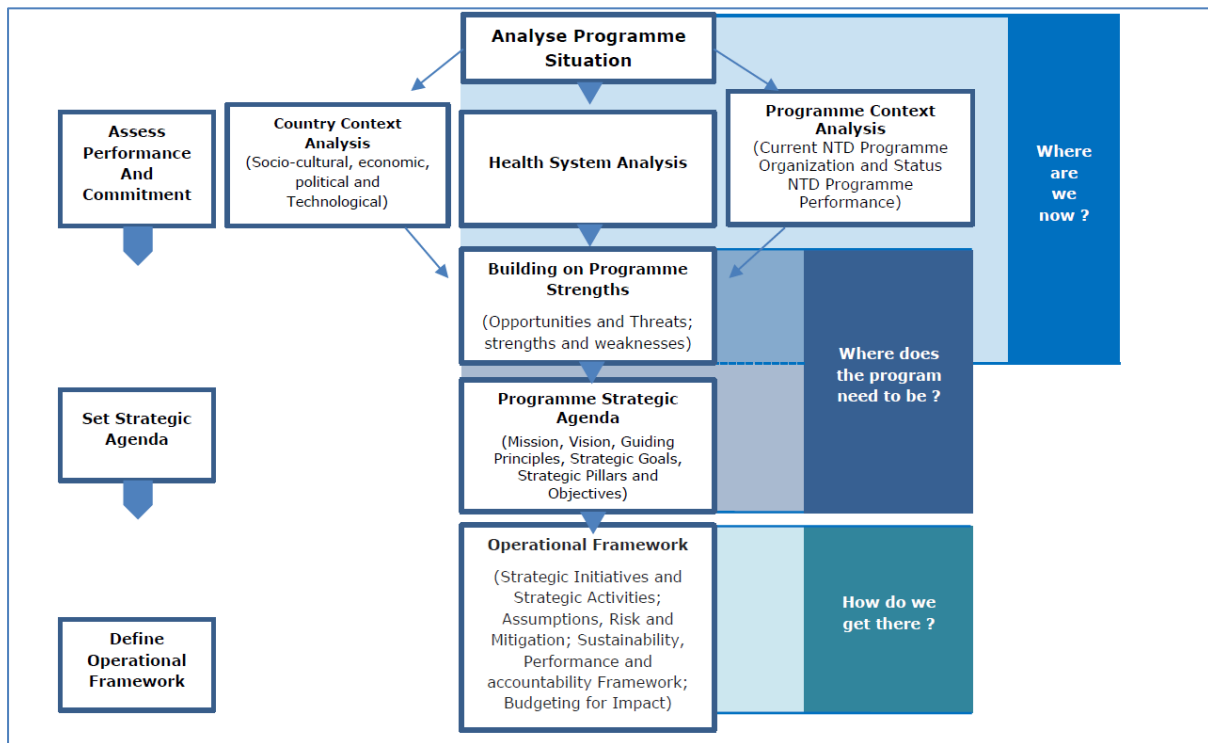 Analyse Programme
Situation
Assess
Performance
And
Commitment
Country Context
Analysis
(Socio-cultural, economic,
political and
Technological)
Health System Analysis
Programme Context
Analysis
(Current NTD Programme
Organization and Status
NTD Programme
Performance)
Where
are
we
now ?
Building on Programme
Strengths
(Opportunities and Threats;
strengths and weaknesses)
Where does
the program
need to be ?
Set Strategic
Agenda
Programme Strategic
Agenda
(Mission, Vision, Guiding
Principles, Strategic Goals,
Strategic Pillars and
Objectives)
Define
Operational
Framework
Operational Framework
(Strategic Initiatives and
Strategic Activities;
Assumptions, Risk and
Mitigation; Sustainability,
Performance and
accountability Framework;
Budgeting for Impact)
How do we
get there ?